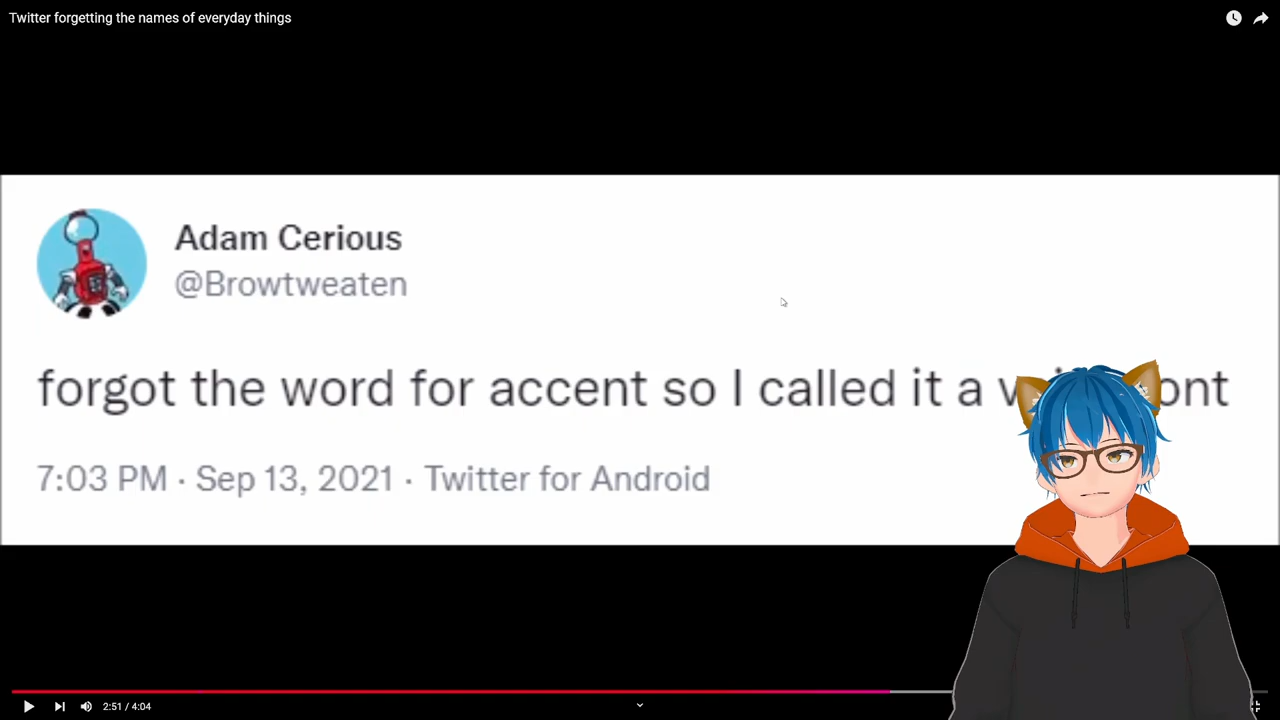 Twitter forgetting the names of everyday things
Adam Cerious
@Browtweaten
forgot the word for accent so I called it a
7:03 PM · Sep 13, 2021 · Twitter for Android
2:51 / 4:04